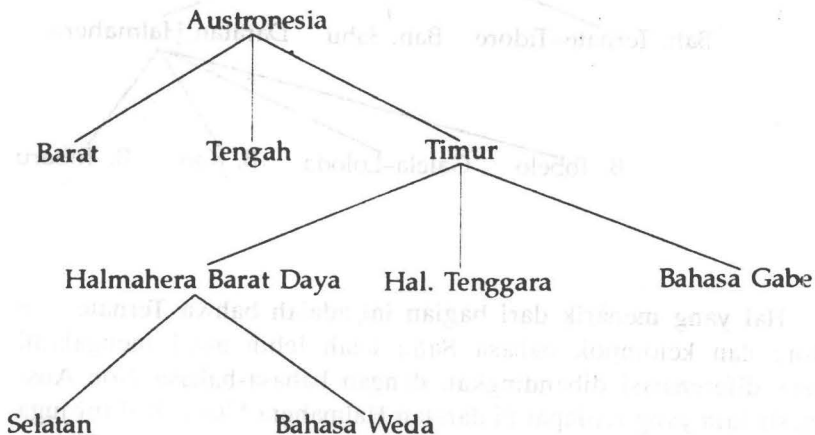 Austronesia
Barat Tengah Timur
Halmahera Barat Daya Hal. Tenggara Bahasa Gabe
Selatan Bahasa Weda